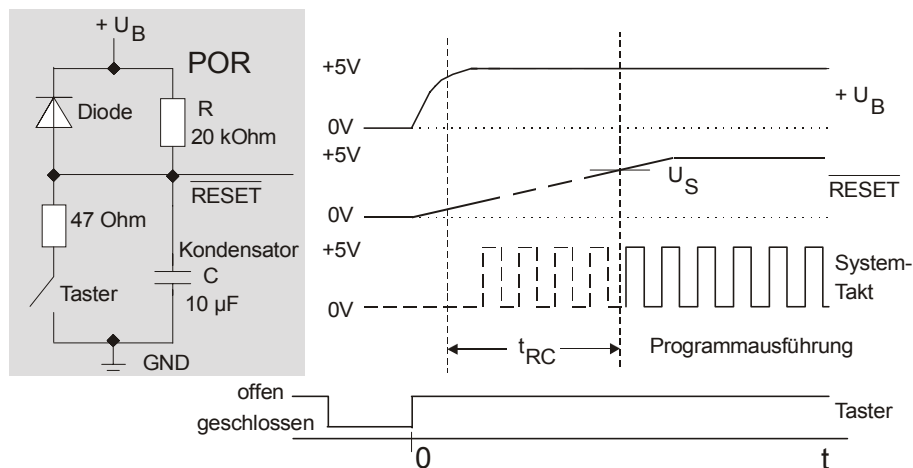 + U_B
POR
Diode
R
20 kOhm
RESET
47 Ohm
Kondensator
C
10 µF
Taster
GND
+5V
0V
+ U_B
+5V
0V
U_S
RESET
+5V
0V
System-
Takt
t_RC
Programmausführung
offen
geschlossen
Taster
0
t